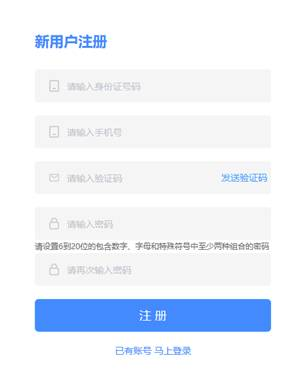 新用户注册
请输入身份证号码
请输入手机号
请输入验证码 发送验证码
请输入密码
请设置6到20位的包含数字、字母和特殊符号中至少两种组合的密码
请再次输入密码
注 册
已有账号 马上登录